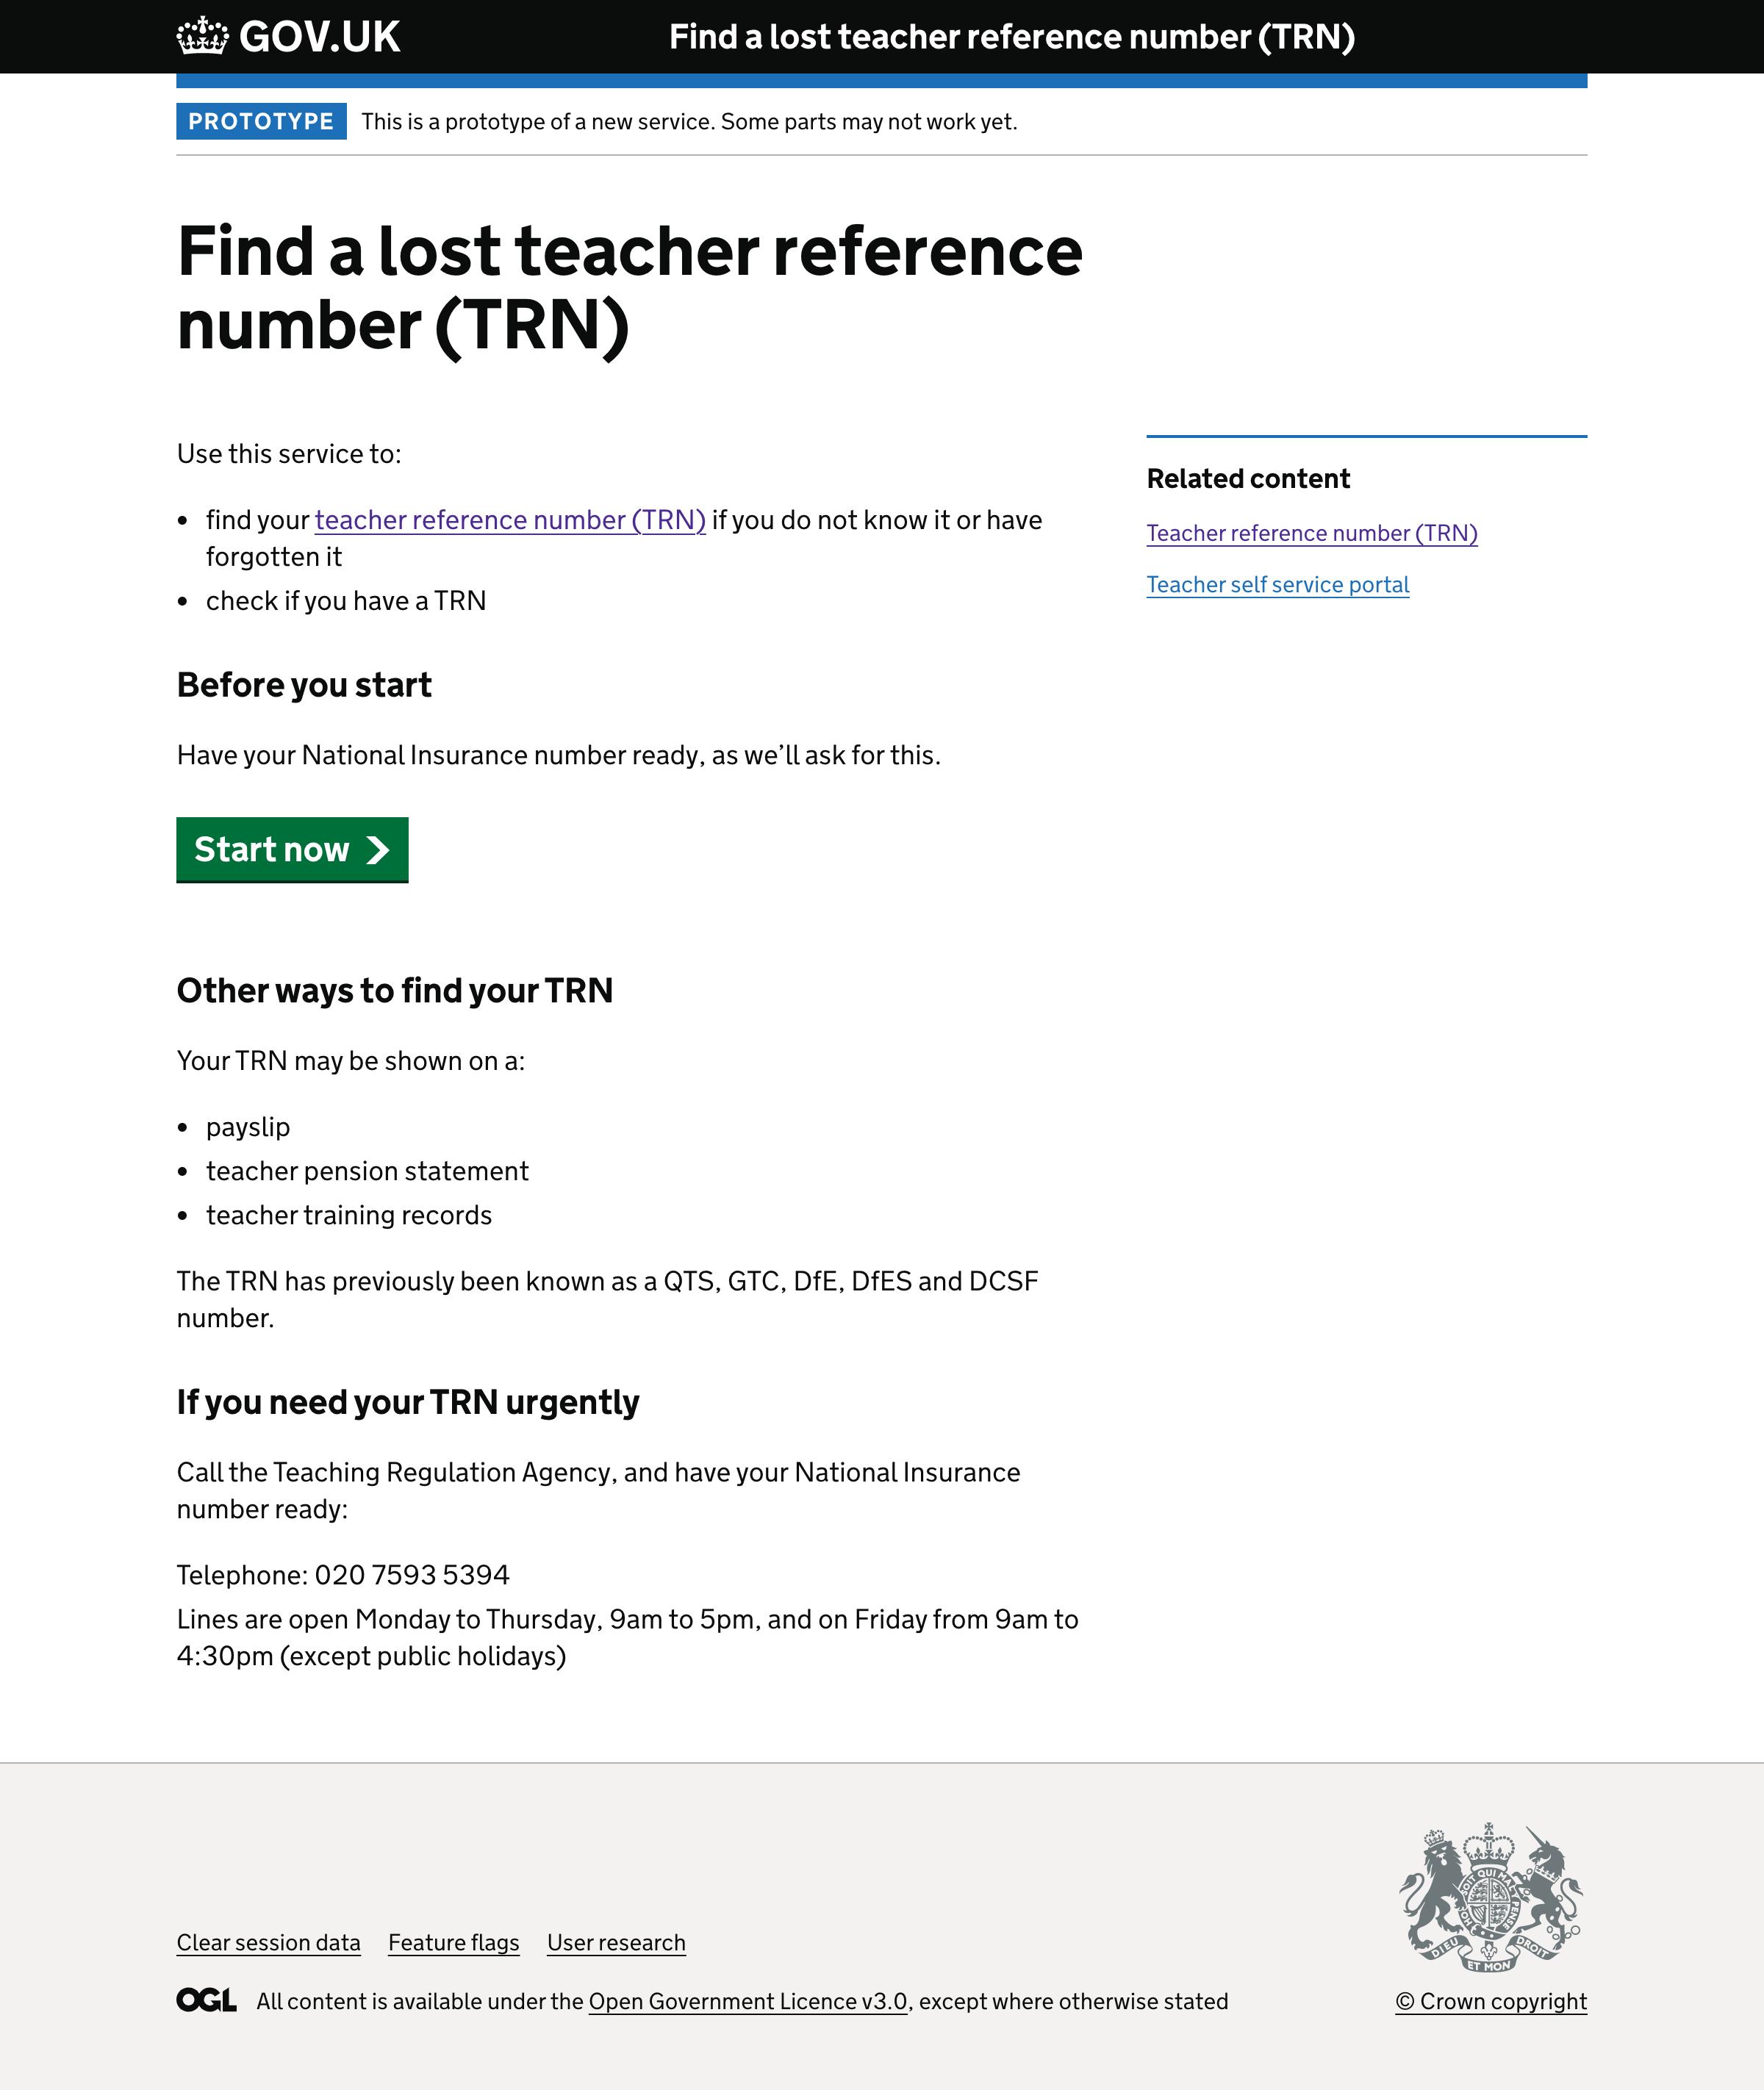 GOV.UK
Find a lost teacher reference number (TRN)
PROTOTYPE
This is a prototype of a new service. Some parts may not work yet.
Find a lost teacher reference
number (TRN)
Use this service to:
• find your teacher reference number (TRN) if you do not know it or have
forgotten it
• check if you have a TRN
Before you start
Have your National Insurance number ready, as we’ll ask for this.
Start now
Other ways to find your TRN
Your TRN may be shown on a:
• payslip
• teacher pension statement
• teacher training records
The TRN has previously been known as a QTS, GTC, DfE, DfES and DCSF
number.
If you need your TRN urgently
Call the Teaching Regulation Agency, and have your National Insurance
number ready:
Telephone: 020 7593 5394
Lines are open Monday to Thursday, 9am to 5pm, and on Friday from 9am to
4:30pm (except public holidays)
Related content
Teacher reference number (TRN)
Teacher self service portal
Clear session data
Feature flags
User research
OGL
All content is available under the Open Government Licence v3.0, except where otherwise stated
DIEU ET MON DROIT
© Crown copyright